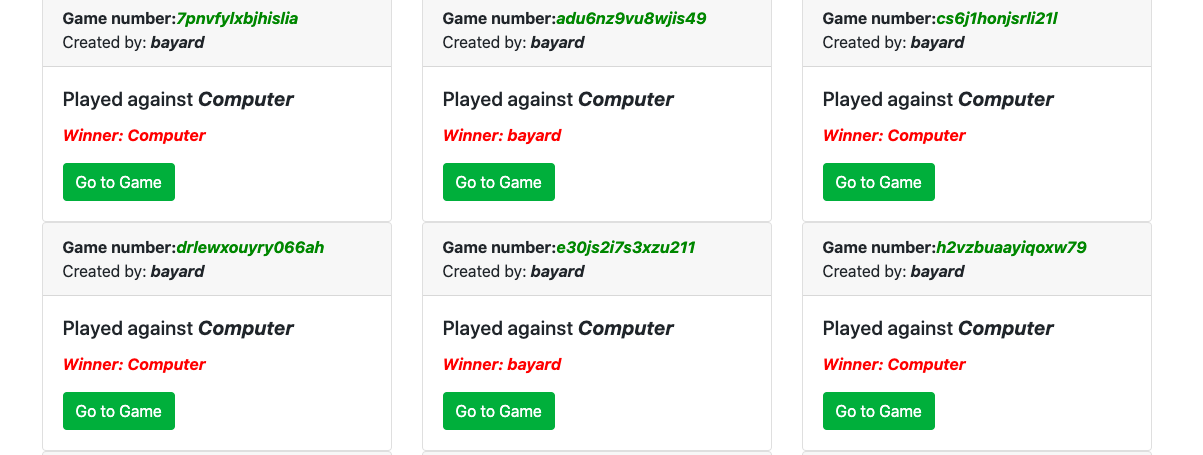 Game number:7pnvfylxbjhislia
Created by: bayard
Played against Computer
Winner: Computer
Go to Game
Game number:adu6nz9vu8wjis49
Created by: bayard
Played against Computer
Winner: bayard
Go to Game
Game number:cs6j1honjsrli21l
Created by: bayard
Played against Computer
Winner: Computer
Go to Game
Game number:drlewxouyry066ah
Created by: bayard
Played against Computer
Winner: Computer
Go to Game
Game number:e30js2i7s3xzu211
Created by: bayard
Played against Computer
Winner: bayard
Go to Game
Game number:h2vzbuaayiqoxw79
Created by: bayard
Played against Computer
Winner: Computer
Go to Game